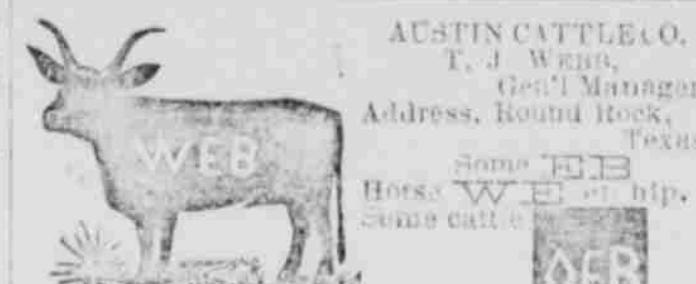 AUSTIN CATTLE CO.
T. J. WEBB,
Gen'l Manager
Address, Round Rock,
Texas
WEB
Some EB
Horse WE on hip.
Some cattle